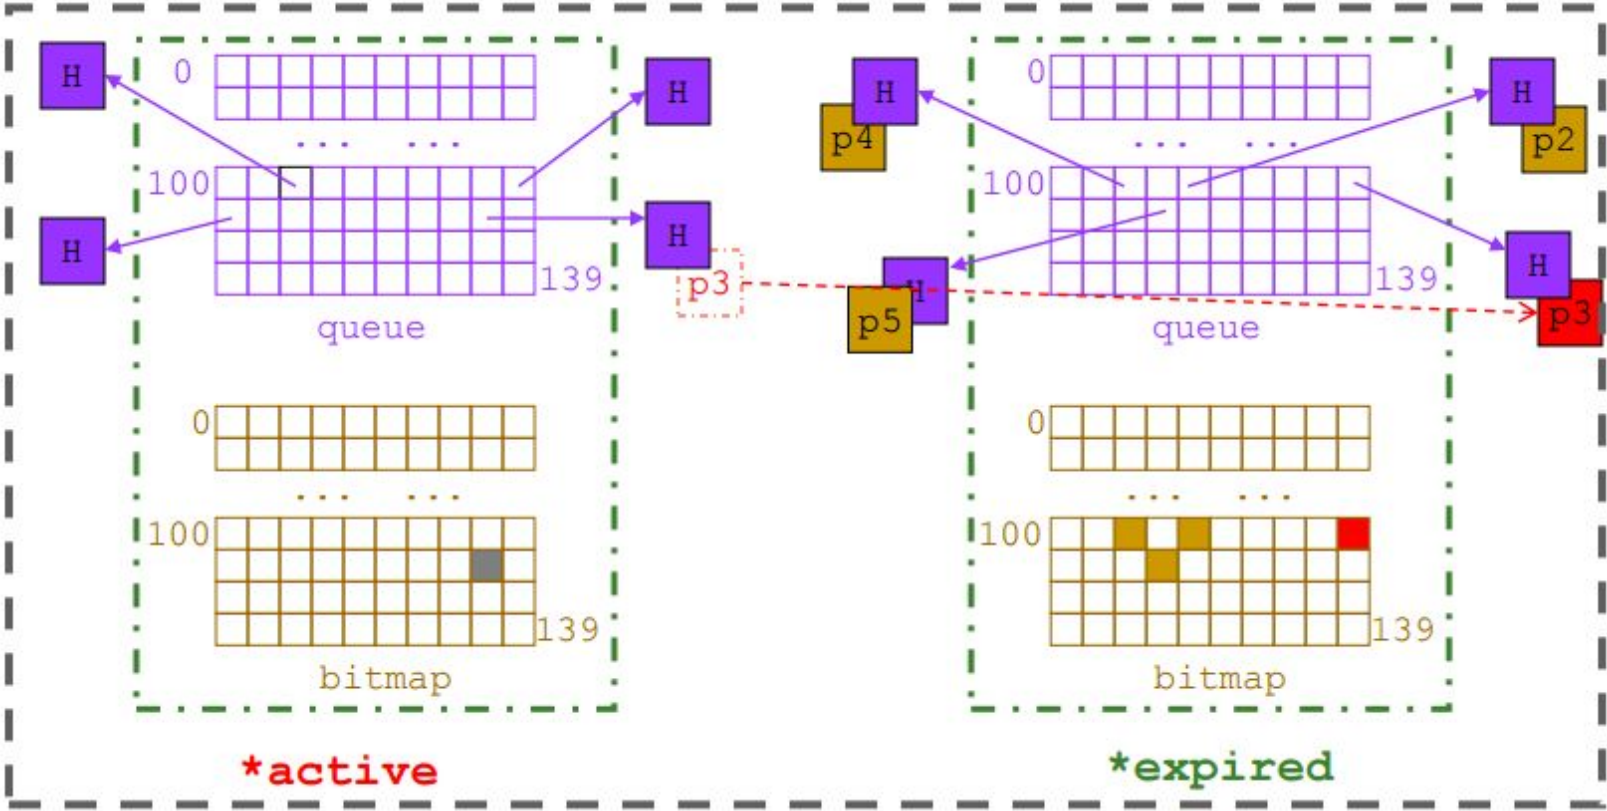 H
0
H
0
H
H
p4
p2
... ...
... ...
100
100
H
H
H
p3
H
p5
p3
139
139
queue
queue
0
0
... ...
... ...
100
100
139
139
bitmap
bitmap
*active
*expired